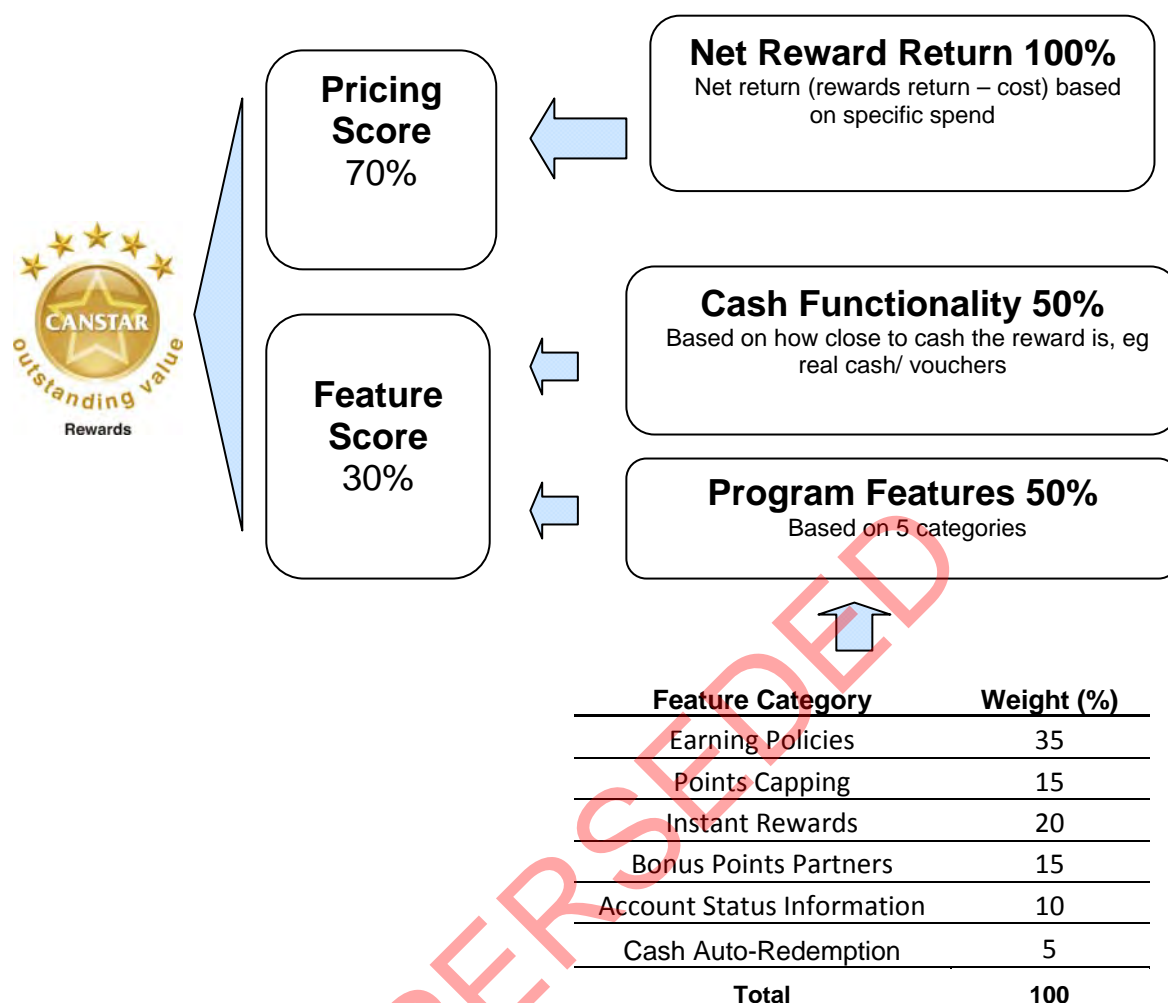 Pricing
Score
70%
Net Reward Return 100%
Net return (rewards return – cost) based
on specific spend
CANSTAR
outstanding value
Rewards
Feature
Score
30%
Cash Functionality 50%
Based on how close to cash the reward is, eg
real cash/ vouchers
Program Features 50%
Based on 5 categories
Feature Category Weight (%)
Earning Policies 35
Points Capping 15
Instant Rewards 20
Bonus Points Partners 15
Account Status Information 10
Cash Auto-Redemption 5
Total 100
PERSEDED